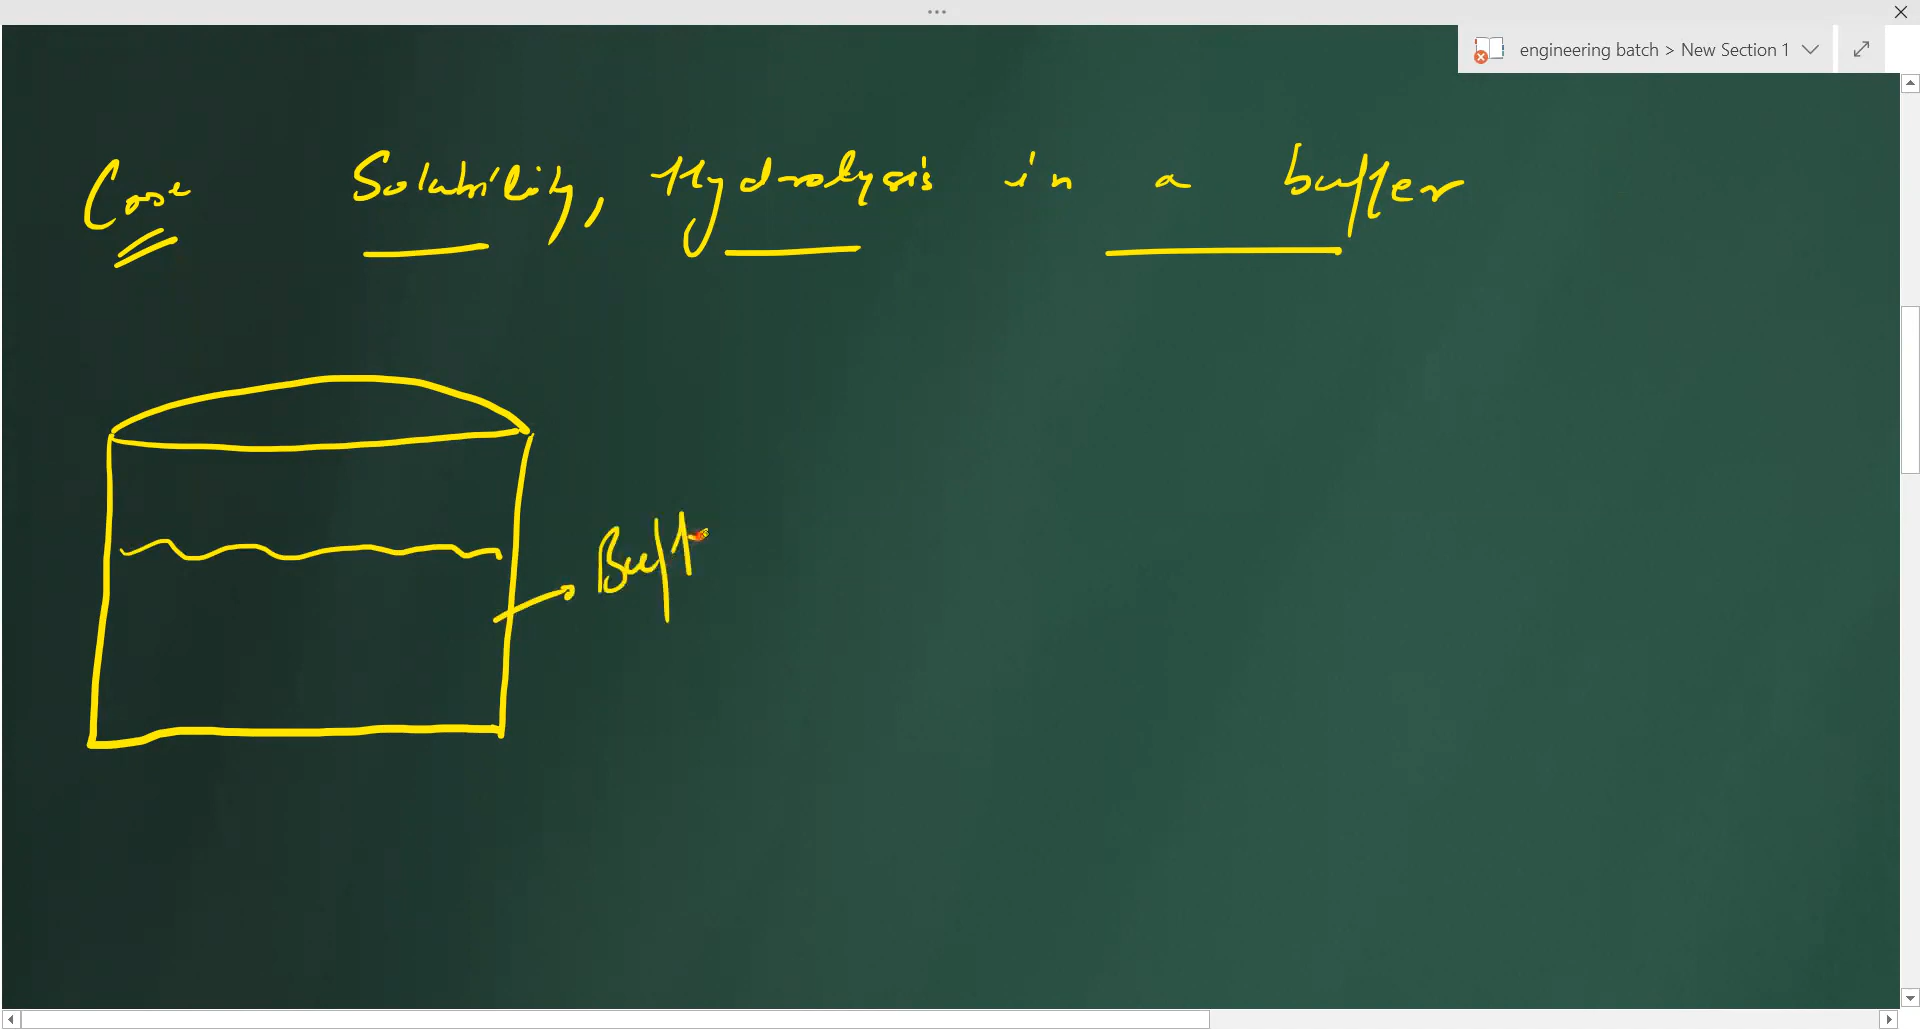 engineering batch > New Section 1
Case Solubility, Hydrolysis in a buffer
Buff